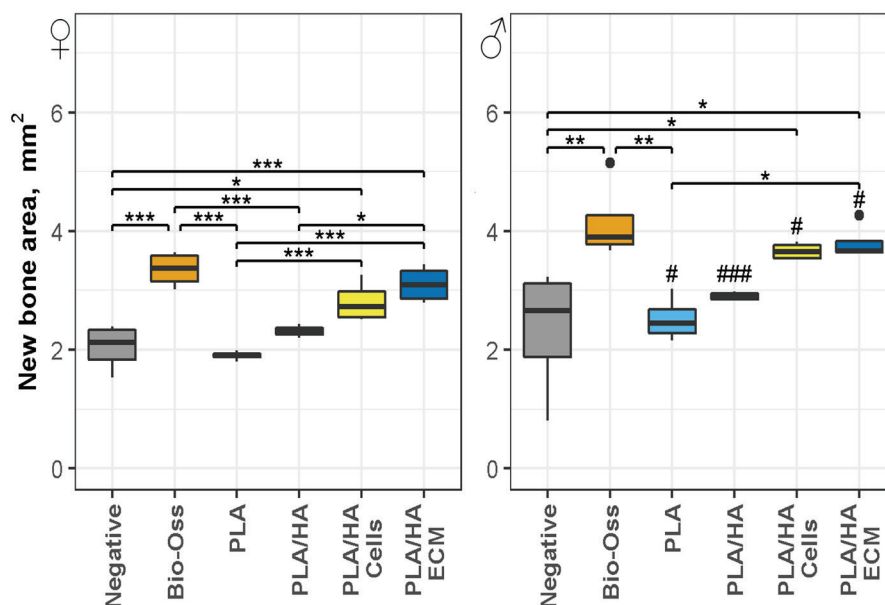 ♀
♂
New bone area, mm²
6
4
2
0
***
*
***
*** *** *
***
***
*
*
** **
*
#
#
# ###
Negative
Bio-Oss
PLA
PLA/HA
PLA/HA
Cells
PLA/HA
ECM
Negative
Bio-Oss
PLA
PLA/HA
PLA/HA
Cells
PLA/HA
ECM